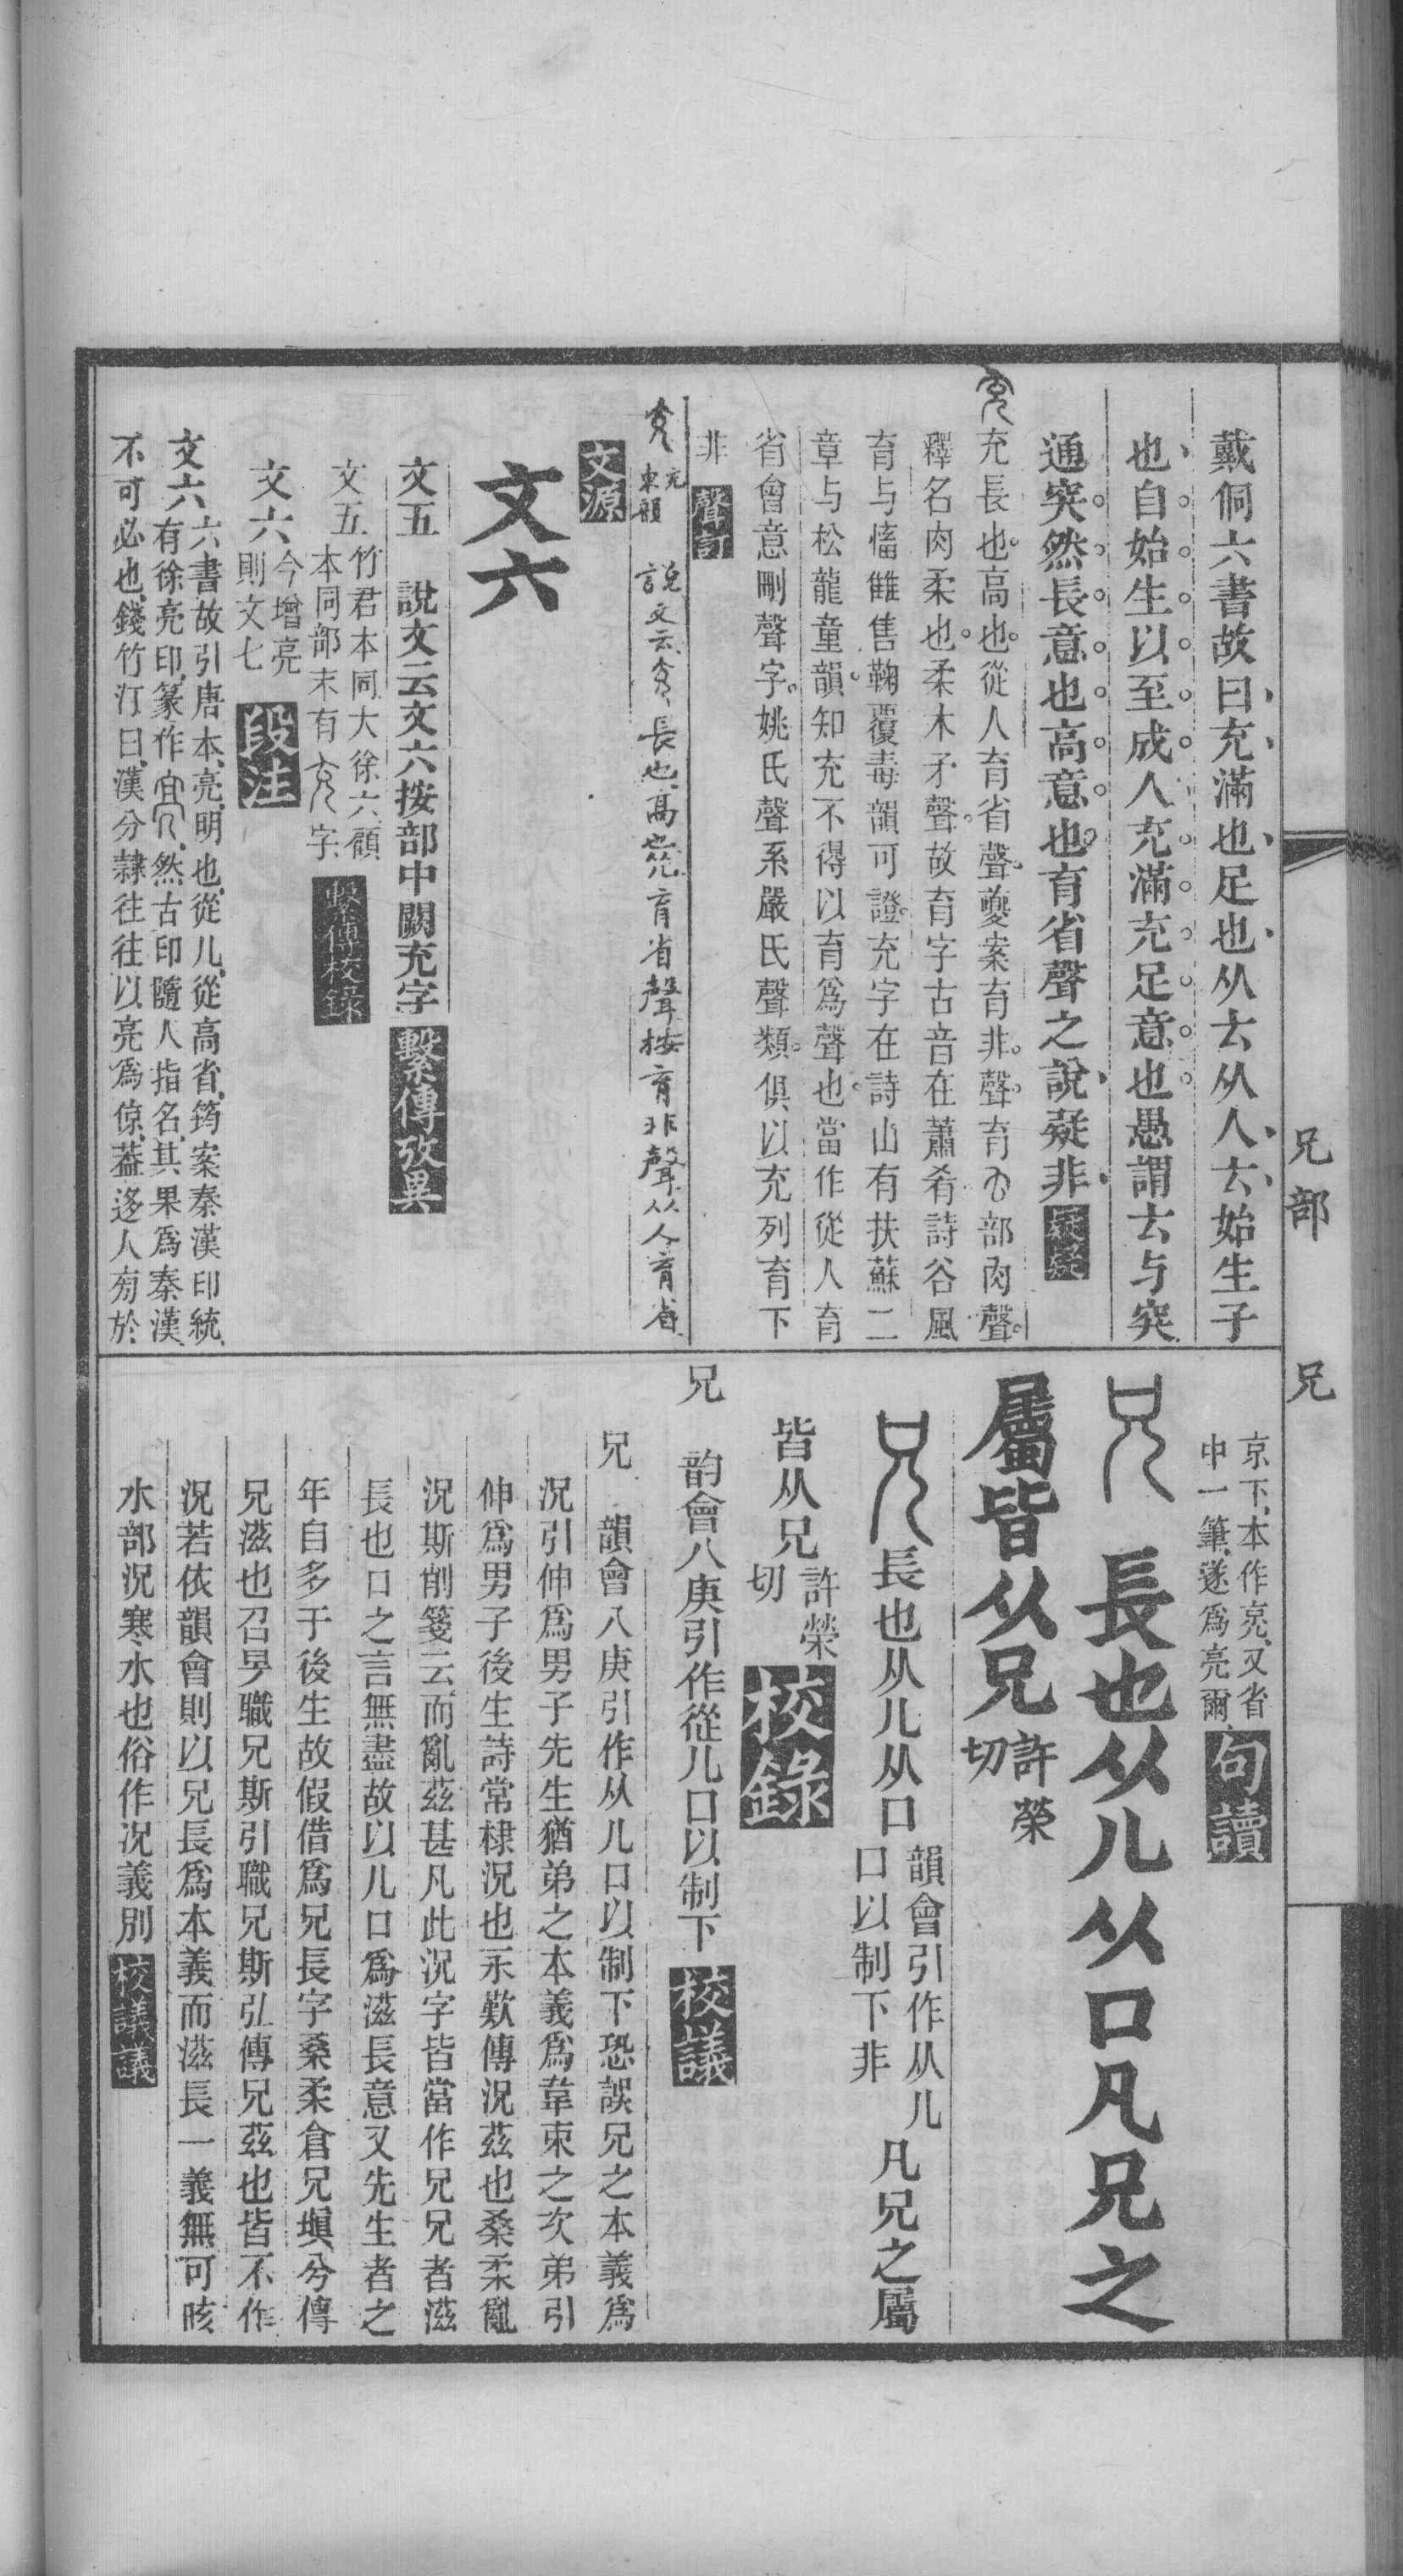 兄部
兄
戴侗六書故曰充滿也足也从𠫓从人𠫓始生子
也自始生以至成人充滿充足意也愚謂𠫓与突
通突然長意也高意也育省聲之說疑非
充長也高也從人育省聲夔案育非聲育𠫓部肉聲
釋名肉柔也柔木矛聲故育字古音在蕭肴詩谷風
育与慉讎售鞠覆毒韻可證充字在詩山有扶蘇二
章与松龍童韻知充不得以育爲聲也當作從人育
省會意刪聲字姚氏聲系嚴氏聲類俱以充列育下
非 聲訂
充 東韻 說文云充長也高也从儿育省聲按育非聲从人育省
文源
文六
文五 說文云文六按部中闕充字 繫傳攷異
文五 竹君本同大徐六顧
本同部末有充字 繫傳校錄
文六 今增亮
則文七 段注
文六 六書故引唐本亮明也從儿從高省筠案秦漢印統
有徐亮印篆作亮然古印隨人指名其果爲秦漢
不可必也錢竹汀曰漢分隸往往以亮爲倞葢迻人㫄於
京下本作亮又省
中一筆遂爲亮爾 句讀
兄 長也从儿从口凡兄之
屬皆从兄 許榮
切
兄 長也从儿从口 韻會引作从儿
口以制下非 凡兄之屬
皆从兄 許榮
切 校錄
兄 韵會八庚引作從儿口以制下 校議
兄 韻會八庚引作从儿口以制下恐誤兄之本義爲
況引伸爲男子先生猶弟之本義爲韋束之次弟引
伸爲男子後生詩常棣況也永歎傳況茲也桑柔亂
況斯削箋云而亂茲甚凡此況字皆當作兄兄者滋
長也口之言無盡故以儿口爲滋長意又先生者之
年自多于後生故假借爲兄長字桑柔倉兄塡兮傳
兄滋也召旻職兄斯引職兄斯弘傳兄茲也皆不作
況若依韻會則以兄長爲本義而滋長一義無可晐
水部況寒水也俗作况義別 校議議